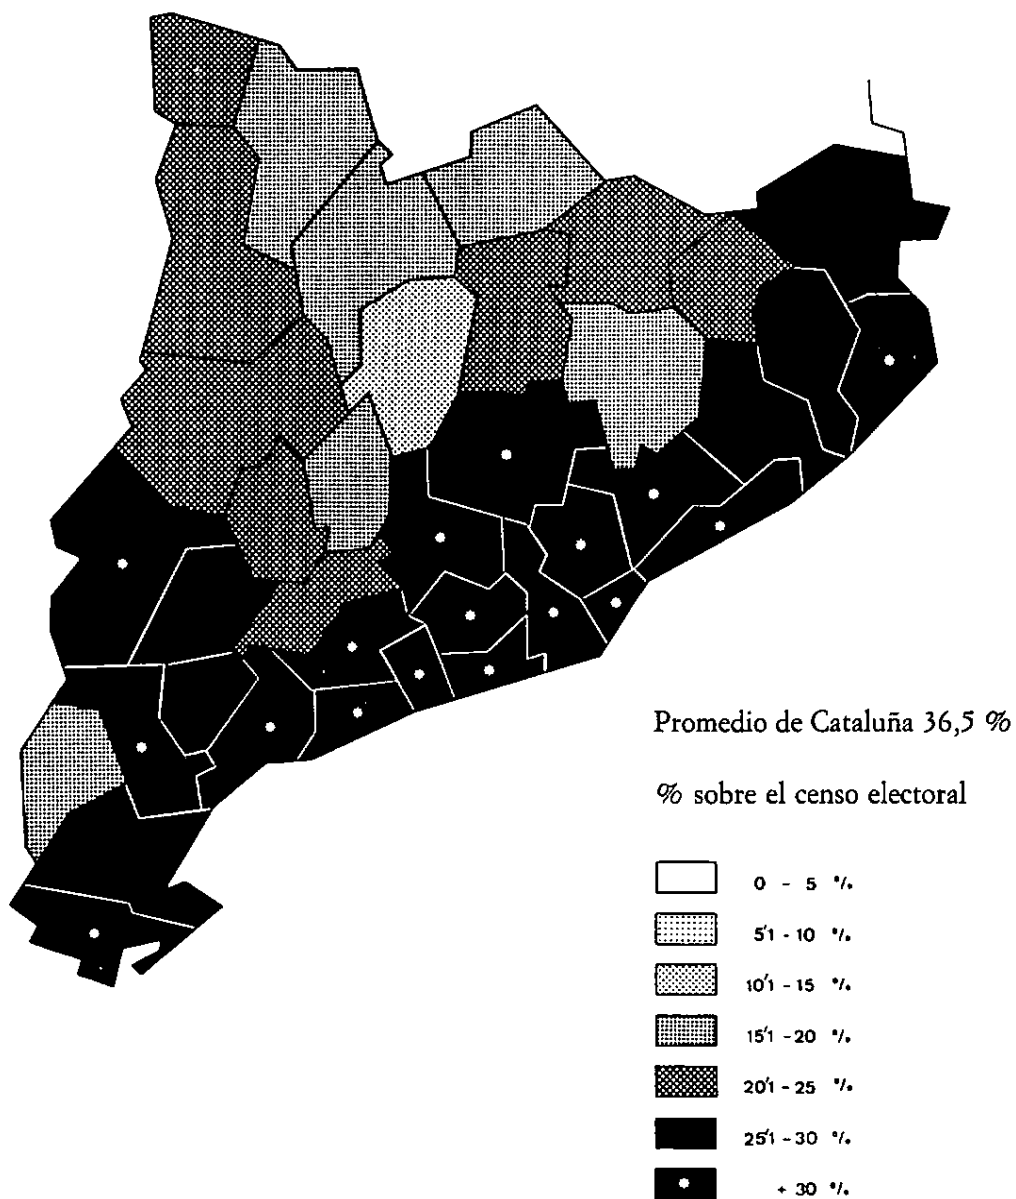 Promedio de Cataluña 36,5 %
% sobre el censo electoral
0 - 5 %
5'1 - 10 %
10'1 - 15 %
15'1 - 20 %
20'1 - 25 %
25'1 - 30 %
+ 30 %